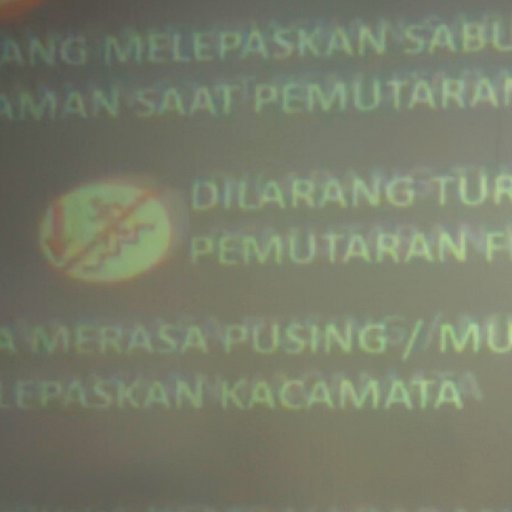 ANG MELEPASKAN SABU
AMAN SAAT PEMUTARAN
DILARANG TUR
PEMUTARAN F
A MERASA PUSING / MU
LEPASKAN KACAMATA